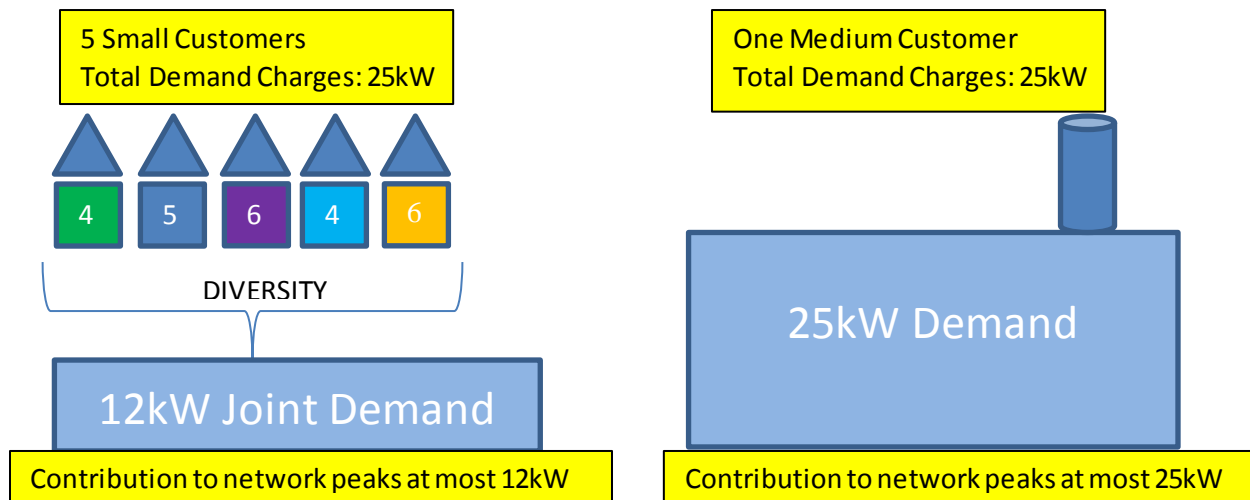 5 Small Customers
Total Demand Charges: 25kW
4 5 6 4 6
DIVERSITY
12kW Joint Demand
Contribution to network peaks at most 12kW
One Medium Customer
Total Demand Charges: 25kW
25kW Demand
Contribution to network peaks at most 25kW